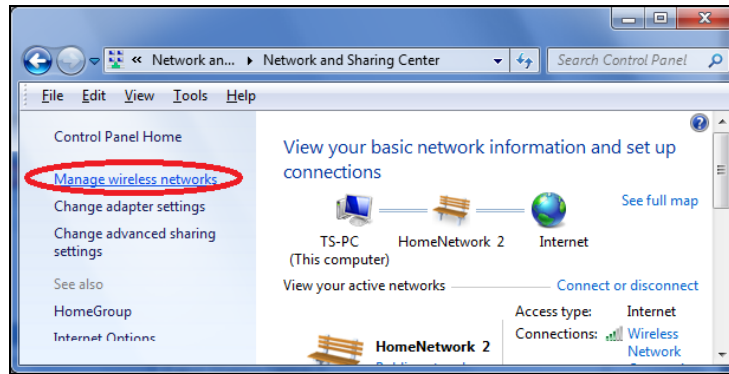 « Network an... ▸ Network and Sharing Center
Search Control Panel
File Edit View Tools Help
Control Panel Home
Manage wireless networks
Change adapter settings
Change advanced sharing
settings
See also
HomeGroup
Internet Options
View your basic network information and set up
connections
See full map
TS-PC
(This computer)
HomeNetwork 2
Internet
View your active networks
Connect or disconnect
HomeNetwork 2
Access type: Internet
Connections: Wireless
Network